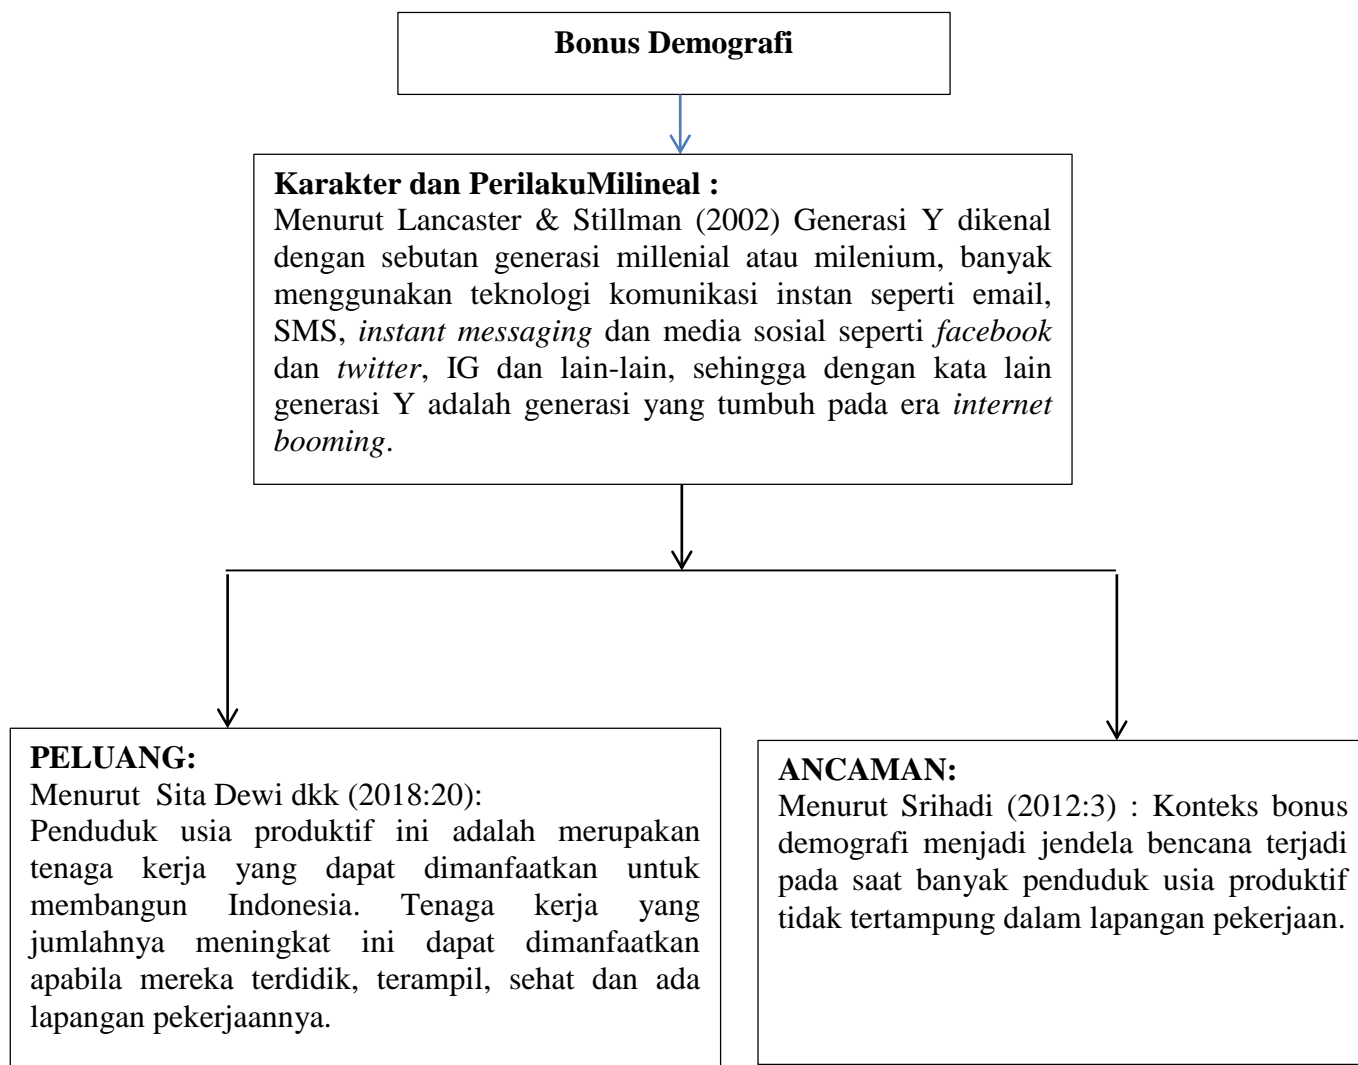 Bonus Demografi
Karakter dan PerilakuMilineal :
Menurut Lancaster & Stillman (2002) Generasi Y dikenal
dengan sebutan generasi millenial atau milenium, banyak
menggunakan teknologi komunikasi instan seperti email,
SMS, instant messaging dan media sosial seperti facebook
dan twitter, IG dan lain-lain, sehingga dengan kata lain
generasi Y adalah generasi yang tumbuh pada era internet
booming.
PELUANG:
Menurut  Sita Dewi dkk (2018:20):
Penduduk usia produktif ini adalah merupakan
tenaga kerja yang dapat dimanfaatkan untuk
membangun Indonesia. Tenaga kerja yang
jumlahnya meningkat ini dapat dimanfaatkan
apabila mereka terdidik, terampil, sehat dan ada
lapangan pekerjaannya.
ANCAMAN:
Menurut Srihadi (2012:3) : Konteks bonus
demografi menjadi jendela bencana terjadi
pada saat banyak penduduk usia produktif
tidak tertampung dalam lapangan pekerjaan.